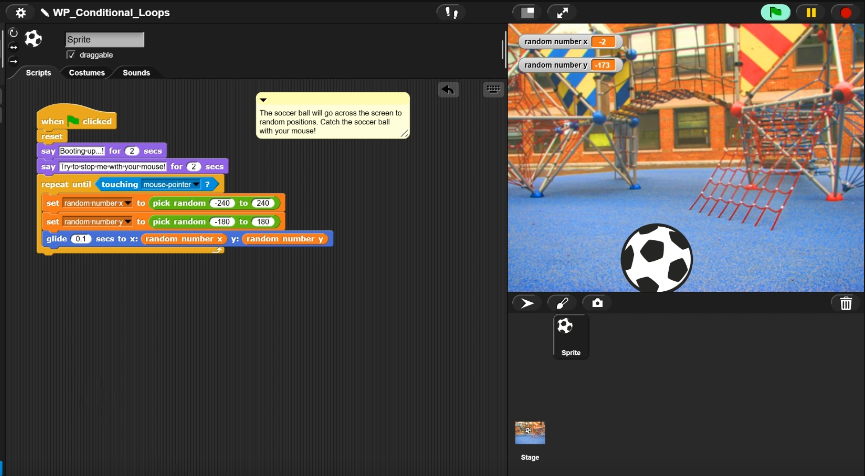 WP_Conditional_Loops
Sprite
draggable
Scripts Costumes Sounds
when clicked
reset
say Booting-up...! for 2 secs
say Try-to-stop-me-with-your-mouse! for 2 secs
repeat until touching mouse-pointer ?
set random number x to pick random -240 to 240
set random number y to pick random -180 to 180
glide 0.1 secs to x: random number x y: random number y
The soccer ball will go across the screen to
random positions. Catch the soccer ball
with your mouse!
random number x -2
random number y -173
Sprite
Stage